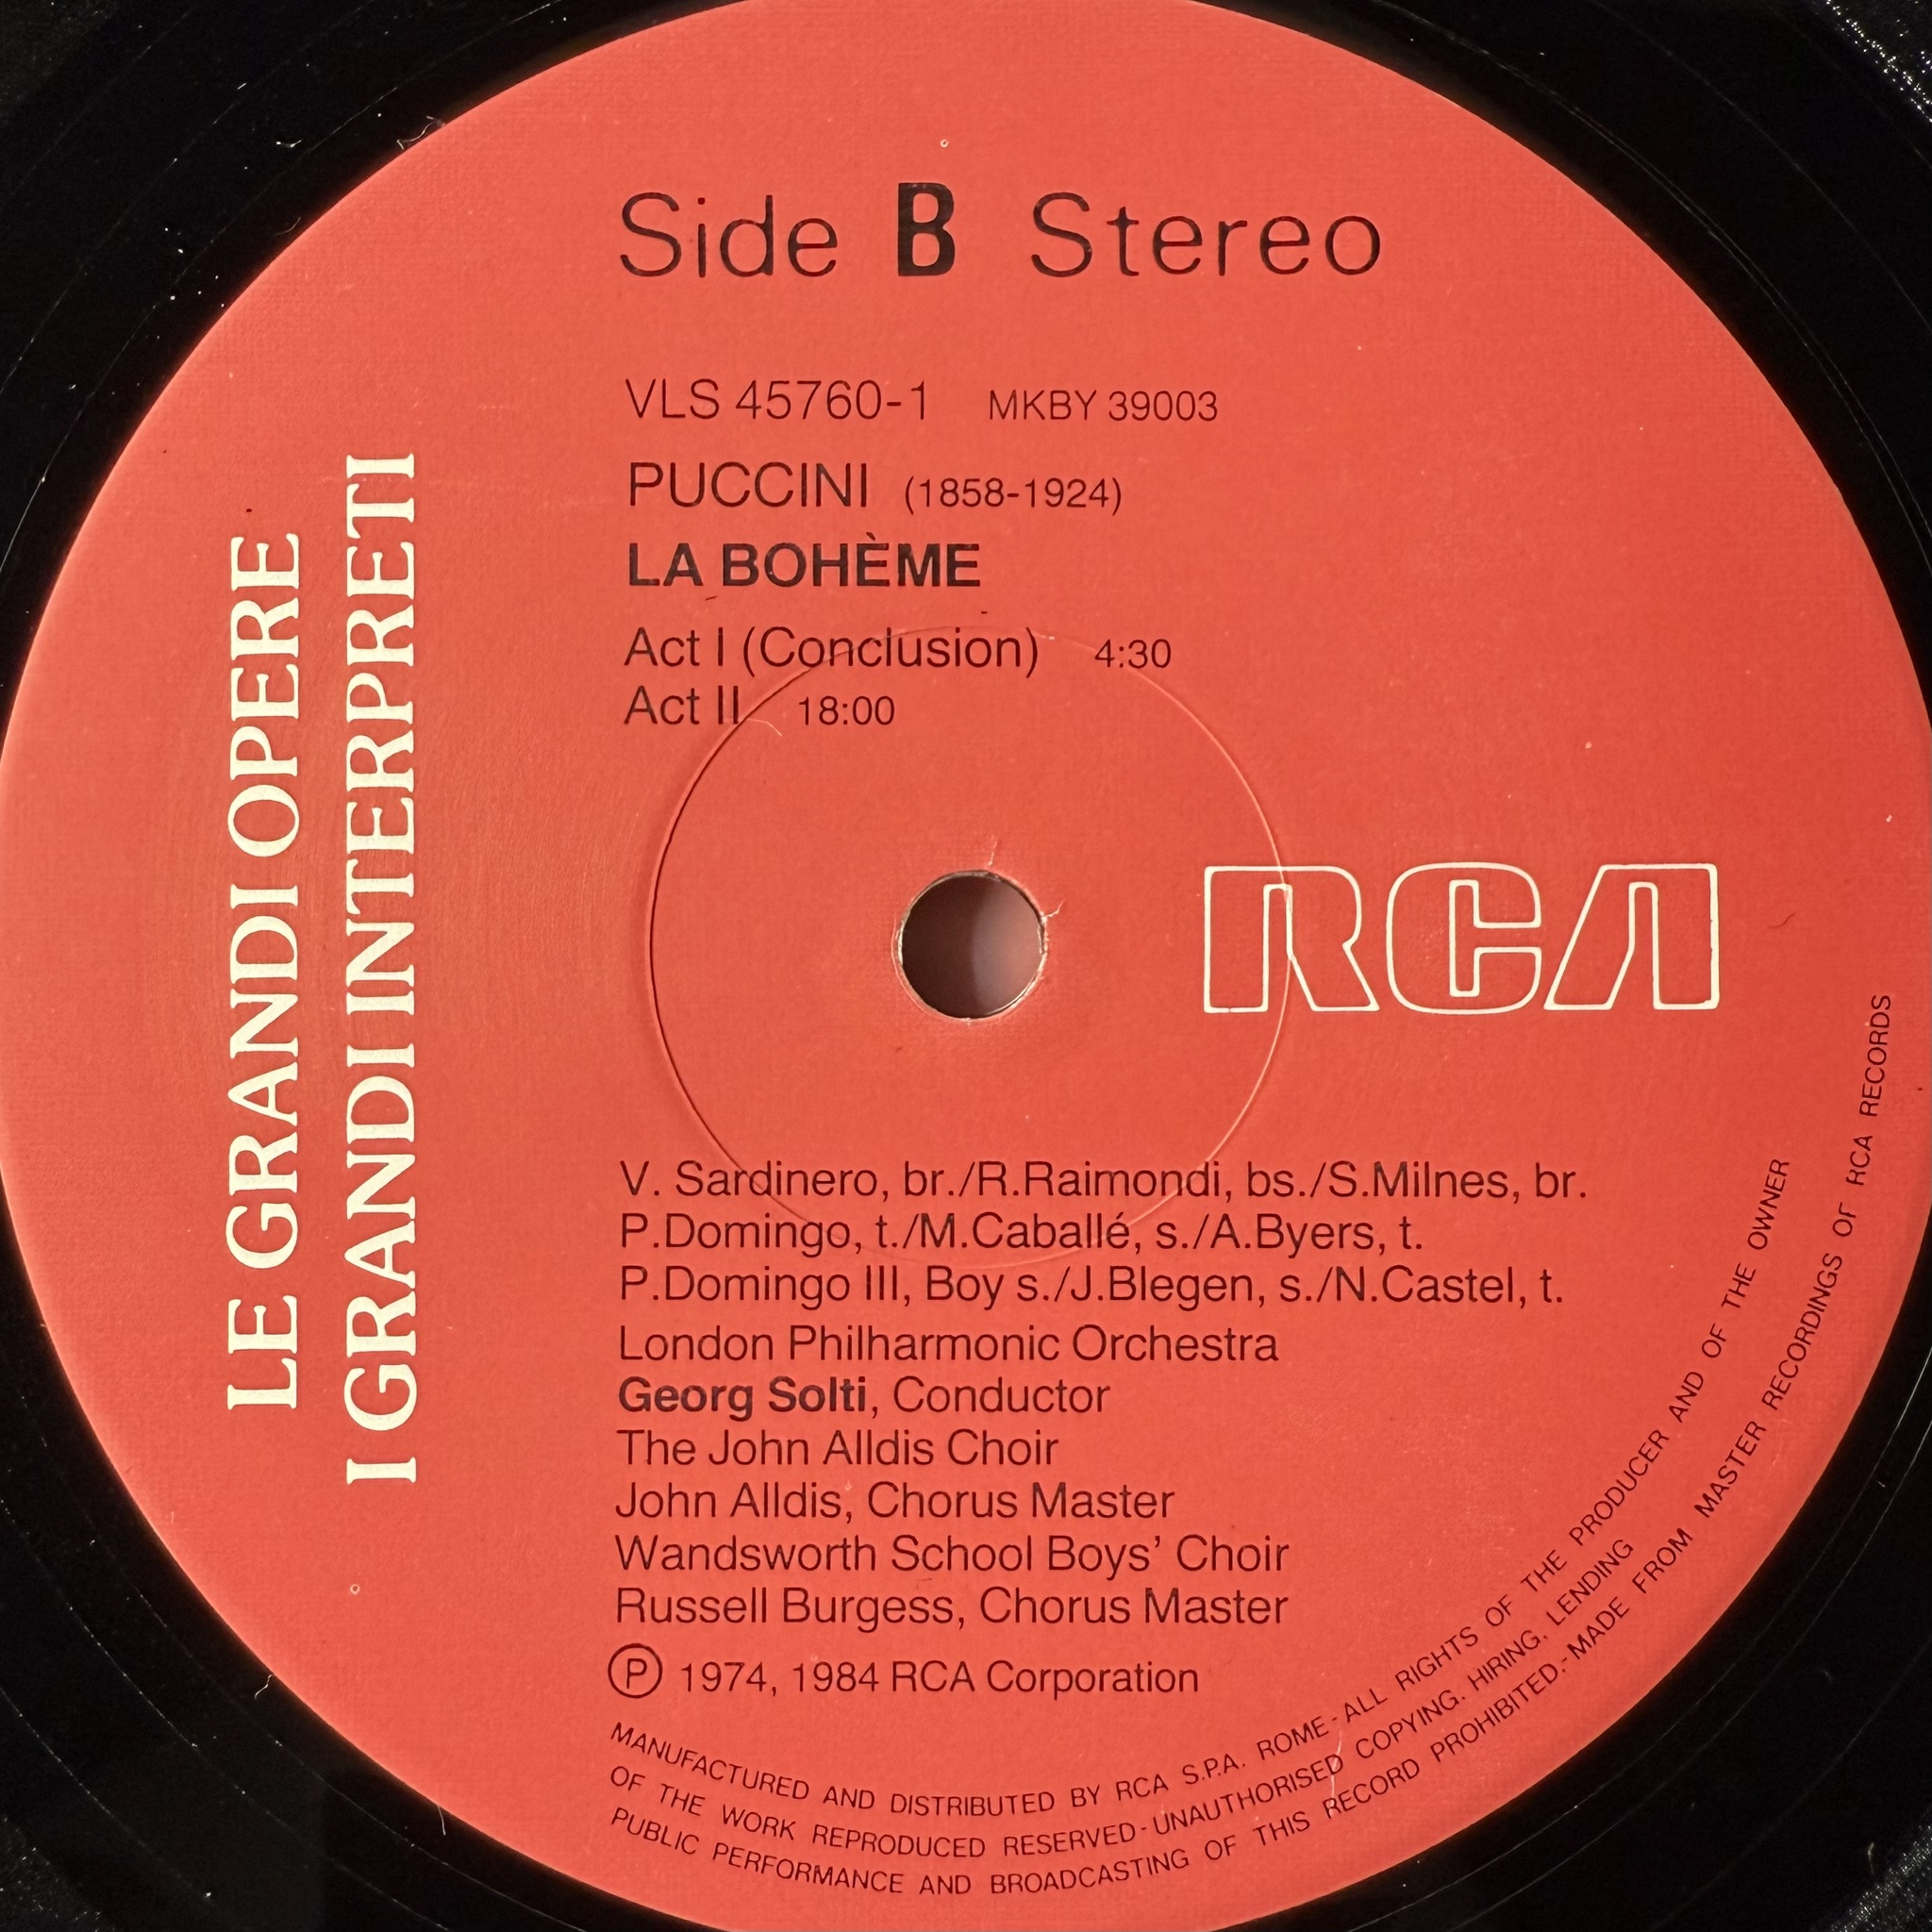 Side B Stereo
VLS 45760-1 MKBY 39003
PUCCINI (1858-1924)
LA BOHÈME
Act I (Conclusion) 4:30
Act II 18:00
LE GRANDI OPERE
I GRANDI INTERPRETI
RCA
V. Sardinero, br./R.Raimondi, bs./S.Milnes, br.
P.Domingo, t./M.Caballé, s./A.Byers, t.
P.Domingo III, Boy s./J.Blegen, s./N.Castel, t.
London Philharmonic Orchestra
Georg Solti, Conductor
The John Alldis Choir
John Alldis, Chorus Master
Wandsworth School Boys' Choir
Russell Burgess, Chorus Master
Ⓟ 1974, 1984 RCA Corporation
MANUFACTURED AND DISTRIBUTED BY RCA S.P.A. ROME-ALL RIGHTS OF THE PRODUCER AND OF THE OWNER
OF THE WORK REPRODUCED RESERVED-UNAUTHORISED COPYING. HIRING. LENDING
PUBLIC PERFORMANCE AND BROADCASTING OF THIS RECORD PROHIBITED.-MADE FROM MASTER RECORDINGS OF RCA RECORDS